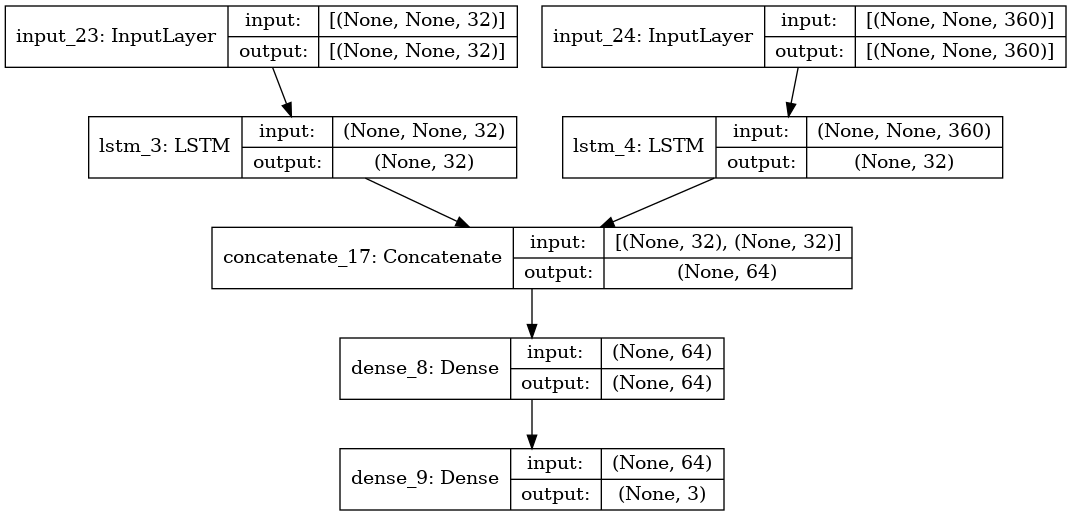 input_23: InputLayer
input: [(None, None, 32)]
output: [(None, None, 32)]
input_24: InputLayer
input: [(None, None, 360)]
output: [(None, None, 360)]
lstm_3: LSTM
input: (None, None, 32)
output: (None, 32)
lstm_4: LSTM
input: (None, None, 360)
output: (None, 32)
concatenate_17: Concatenate
input: [(None, 32), (None, 32)]
output: (None, 64)
dense_8: Dense
input: (None, 64)
output: (None, 64)
dense_9: Dense
input: (None, 64)
output: (None, 3)